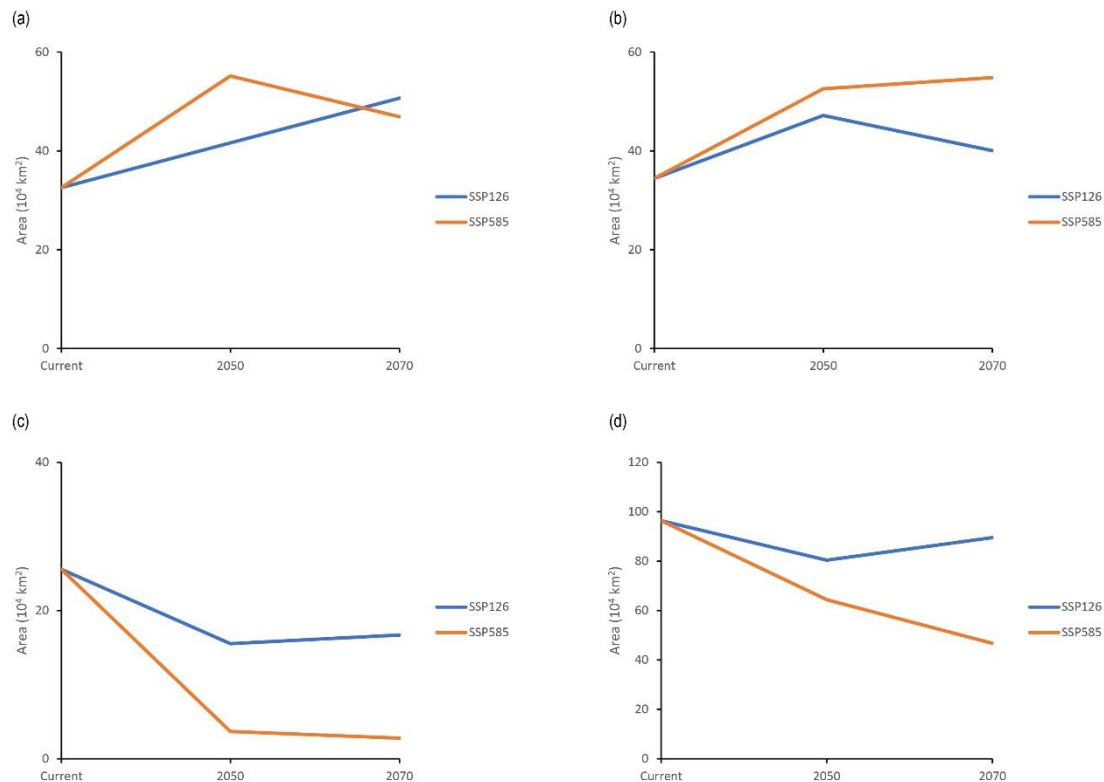 (a)
60
40
20
0
Area (10⁴ km²)
Current 2050 2070
SSP126
SSP585
(b)
60
40
20
0
Area (10⁴ km²)
Current 2050 2070
SSP126
SSP585
(c)
40
20
0
Area (10⁴ km²)
Current 2050 2070
SSP126
SSP585
(d)
120
100
80
60
40
20
0
Area (10⁴ km²)
Current 2050 2070
SSP126
SSP585